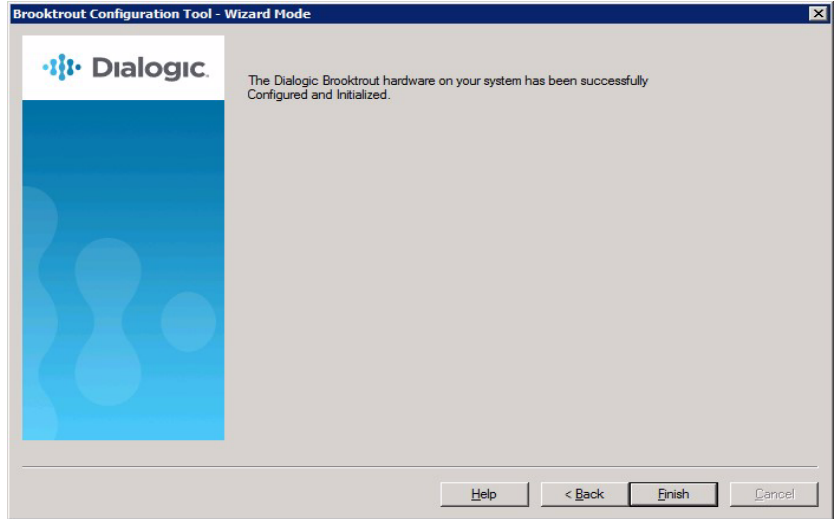 Brooktrout Configuration Tool - Wizard Mode
Dialogic.
The Dialogic Brooktrout hardware on your system has been successfully
Configured and Initialized.
Help
< Back
Finish
Cancel